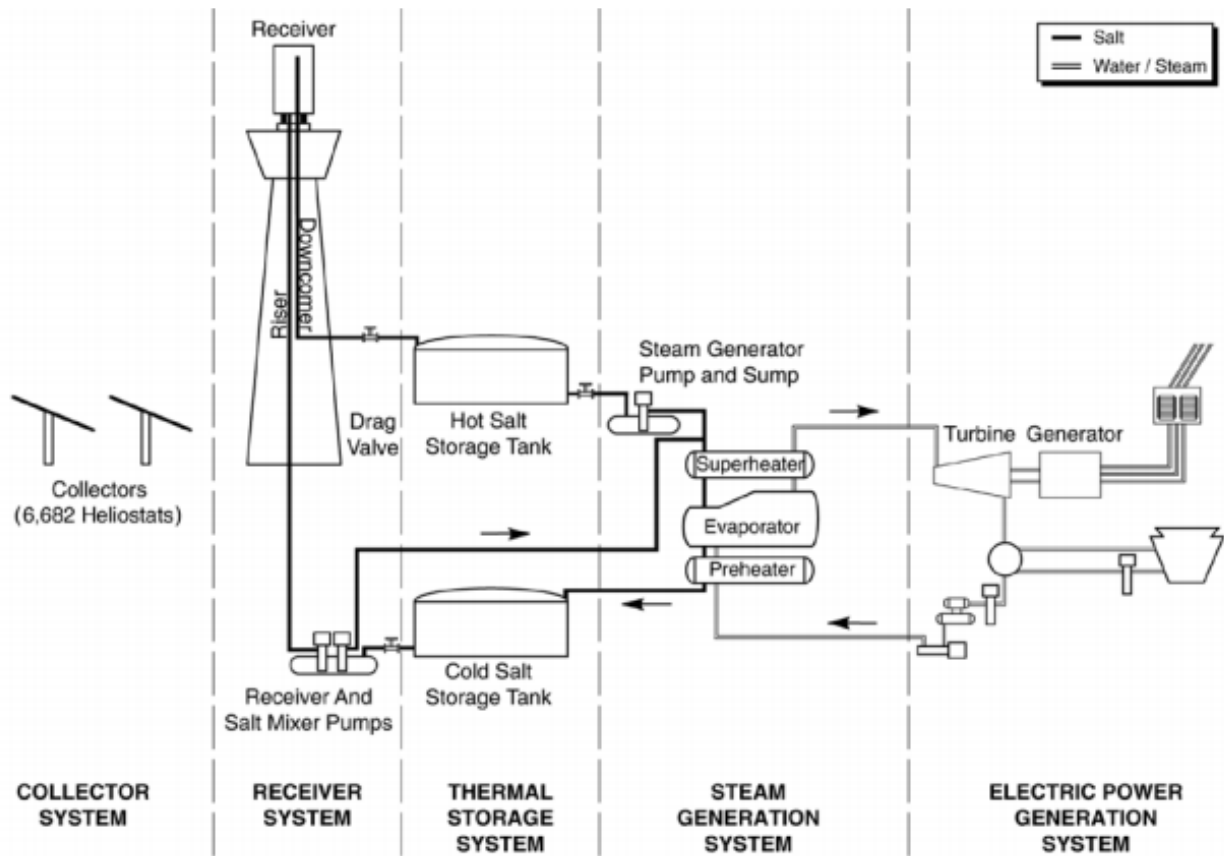 Receiver
Salt
Water / Steam
Downcomer
Riser
Steam Generator
Pump and Sump
Drag
Valve
Hot Salt
Storage Tank
Turbine Generator
Superheater
Collectors
(6,682 Heliostats)
Evaporator
Preheater
Cold Salt
Storage Tank
Receiver And
Salt Mixer Pumps
COLLECTOR
SYSTEM
RECEIVER
SYSTEM
THERMAL
STORAGE
SYSTEM
STEAM
GENERATION
SYSTEM
ELECTRIC POWER
GENERATION
SYSTEM